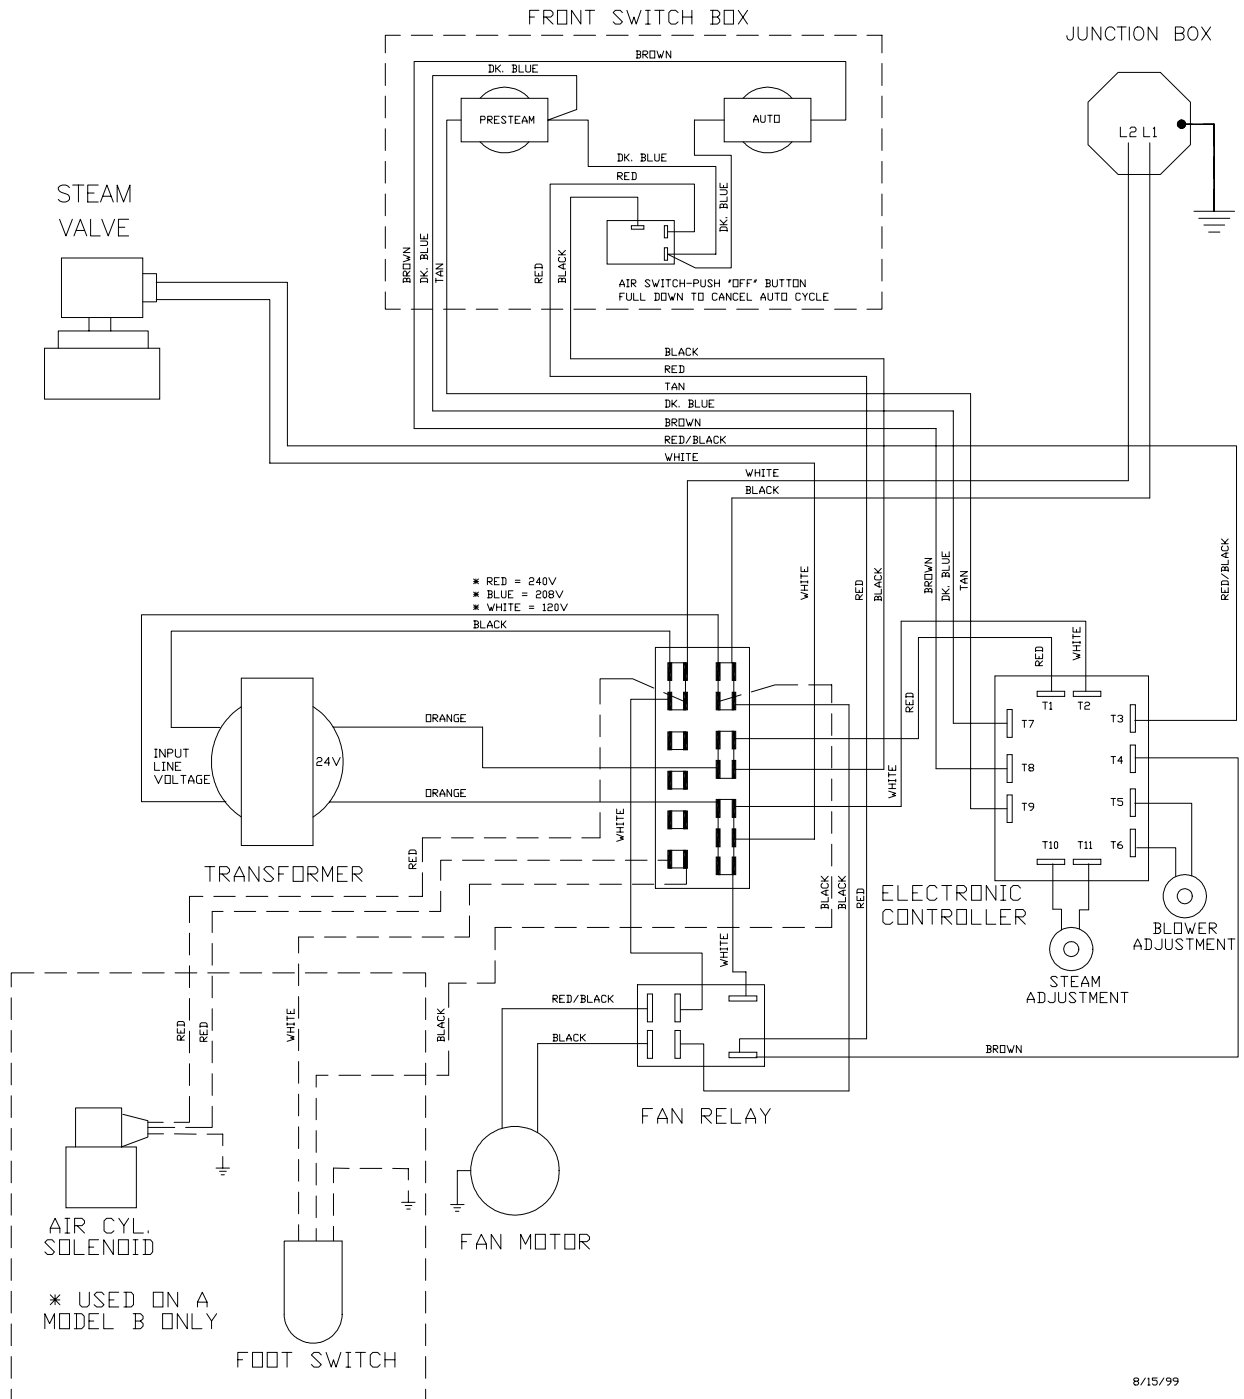 FRONT SWITCH BOX
JUNCTION BOX
BROWN
DK. BLUE
PRESTEAM
AUTO
L2 L1
DK. BLUE
RED
DK. BLUE
STEAM
VALVE
BROWN
DK. BLUE
TAN
RED
BLACK
AIR SWITCH-PUSH "OFF" BUTTON
FULL DOWN TO CANCEL AUTO CYCLE
BLACK
RED
TAN
DK. BLUE
BROWN
RED/BLACK
WHITE
WHITE
BLACK
* RED = 240V
* BLUE = 208V
* WHITE = 120V
BLACK
WHITE
RED
BLACK
BROWN
DK. BLUE
TAN
RED/BLACK
RED
WHITE
RED
T1
T2
T3
T7
T4
T8
T5
T9
T6
T10
T11
ORANGE
INPUT
LINE
VOLTAGE
24V
ORANGE
WHITE
WHITE
RED
TRANSFORMER
BLACK
BLACK
RED
ELECTRONIC
CONTROLLER
BLOWER
ADJUSTMENT
STEAM
ADJUSTMENT
WHITE
RED/BLACK
BLACK
BROWN
RED
RED
WHITE
BLACK
FAN RELAY
AIR CYL.
SOLENOID
FAN MOTOR
* USED ON A
MODEL B ONLY
FOOT SWITCH
8/15/99